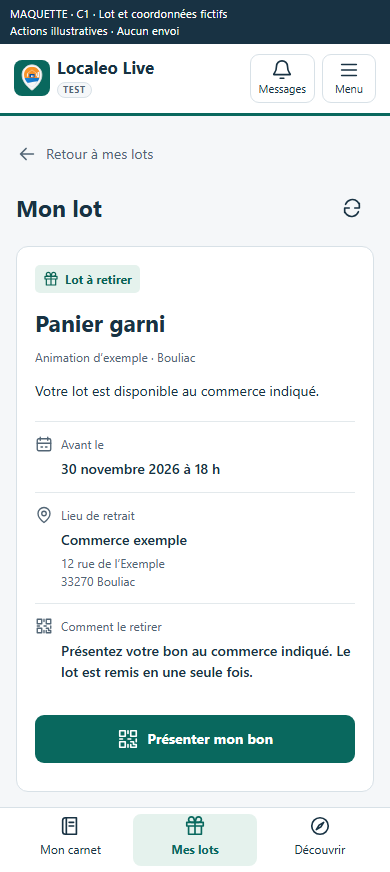 MAQUETTE · C1 · Lot et coordonnées fictifs
Actions illustratives · Aucun envoi
Localeo Live
TEST
Messages
Menu
Retour à mes lots
Mon lot
Lot à retirer
Panier garni
Animation d’exemple · Bouliac
Votre lot est disponible au commerce indiqué.
Avant le
30 novembre 2026 à 18 h
Lieu de retrait
Commerce exemple
12 rue de l’Exemple
33270 Bouliac
Comment le retirer
Présentez votre bon au commerce indiqué. Le
lot est remis en une seule fois.
Présenter mon bon
Mon carnet
Mes lots
Découvrir